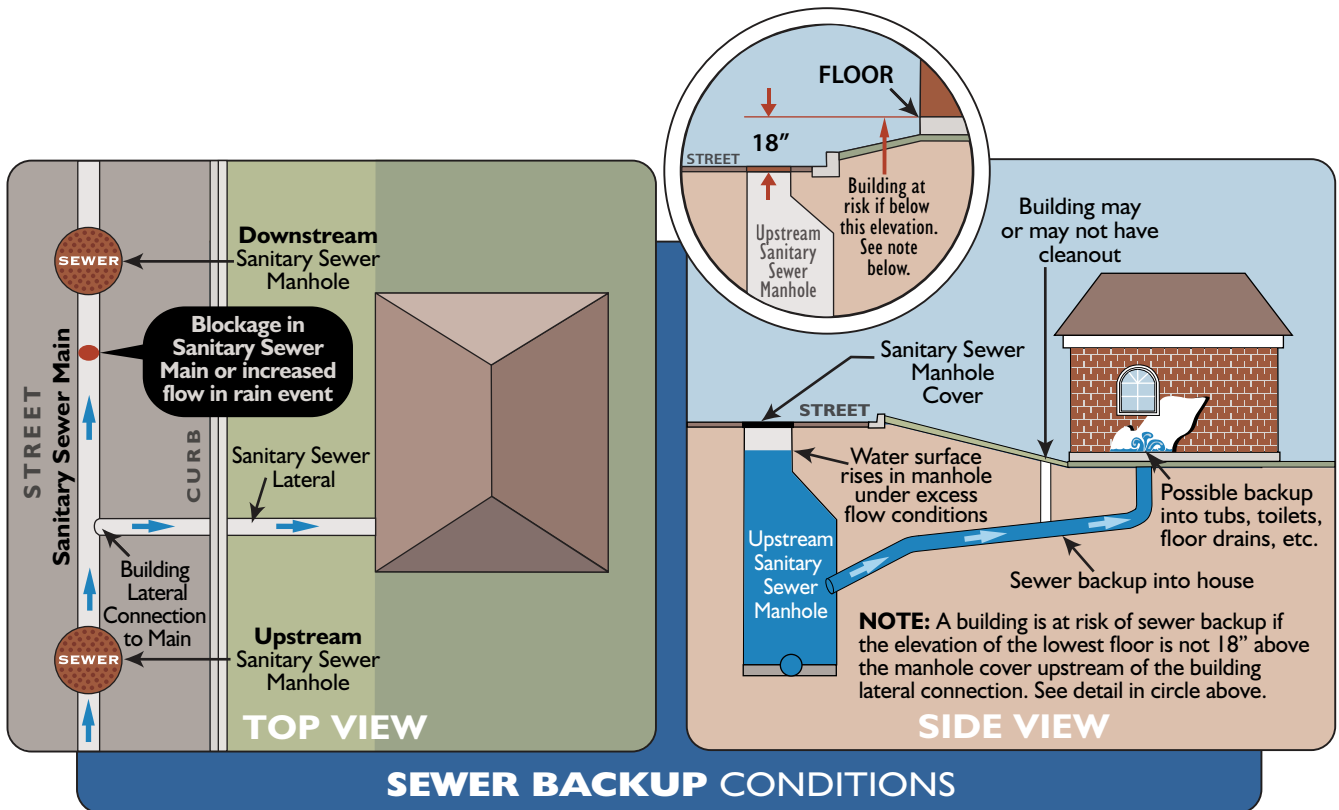 FLOOR
18”
STREET
Building at
risk if below
this elevation.
See note
below.
Upstream
Sanitary
Sewer
Manhole
STREET
Sanitary Sewer Main
CURB
SEWER
Downstream
Sanitary Sewer
Manhole
Blockage in
Sanitary Sewer
Main or increased
flow in rain event
Sanitary Sewer
Lateral
Building
Lateral
Connection
to Main
SEWER
Upstream
Sanitary Sewer
Manhole
TOP VIEW
Building may
or may not have
cleanout
Sanitary Sewer
Manhole
Cover
STREET
Water surface
rises in manhole
under excess
flow conditions
Upstream
Sanitary
Sewer
Manhole
Possible backup
into tubs, toilets,
floor drains, etc.
Sewer backup into house
NOTE: A building is at risk of sewer backup if
the elevation of the lowest floor is not 18” above
the manhole cover upstream of the building
lateral connection. See detail in circle above.
SIDE VIEW
SEWER BACKUP CONDITIONS